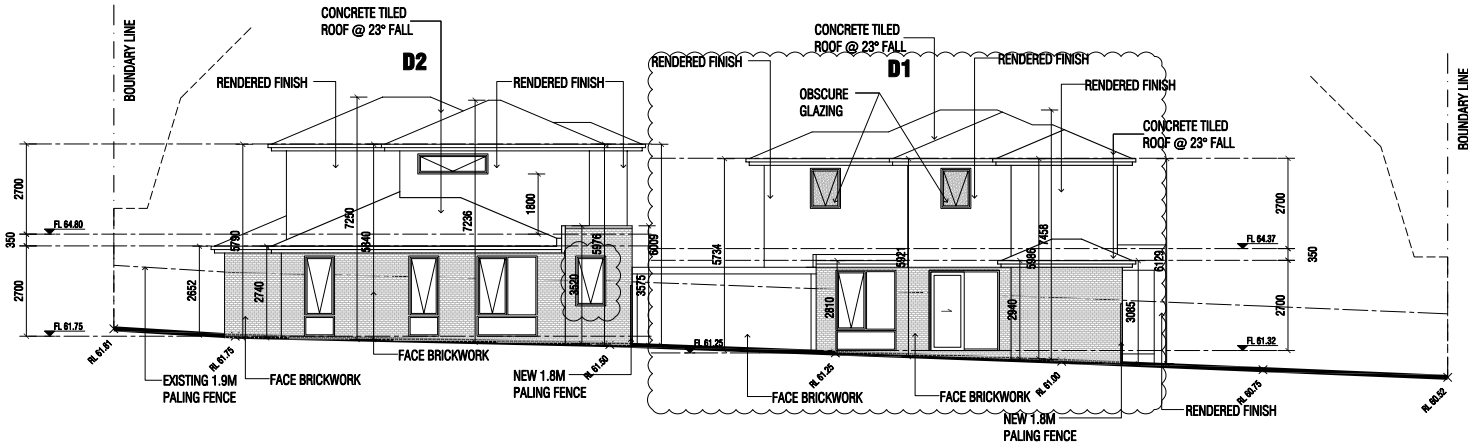 BOUNDARY LINE
CONCRETE TILED
ROOF @ 23° FALL
D2
RENDERED FINISH
RENDERED FINISH
CONCRETE TILED
ROOF @ 23° FALL
D1
RENDERED FINISH
RENDERED FINISH
OBSCURE
GLAZING
RENDERED FINISH
CONCRETE TILED
ROOF @ 23° FALL
BOUNDARY LINE
2700
FL 64.80
350
2700
FL 61.75
5790
7250
5340
7236
1800
5976
6009
2652
2740
3520
3575
5734
5921
5986
7458
6129
2810
2940
3085
2700
FL 64.37
350
2700
FL 61.32
FL 61.25
RL 61.81
RL 61.75
RL 61.50
RL 61.25
RL 61.00
RL 60.75
RL 60.52
EXISTING 1.9M
PALING FENCE
FACE BRICKWORK
FACE BRICKWORK
NEW 1.8M
PALING FENCE
FACE BRICKWORK
FACE BRICKWORK
NEW 1.8M
PALING FENCE
RENDERED FINISH